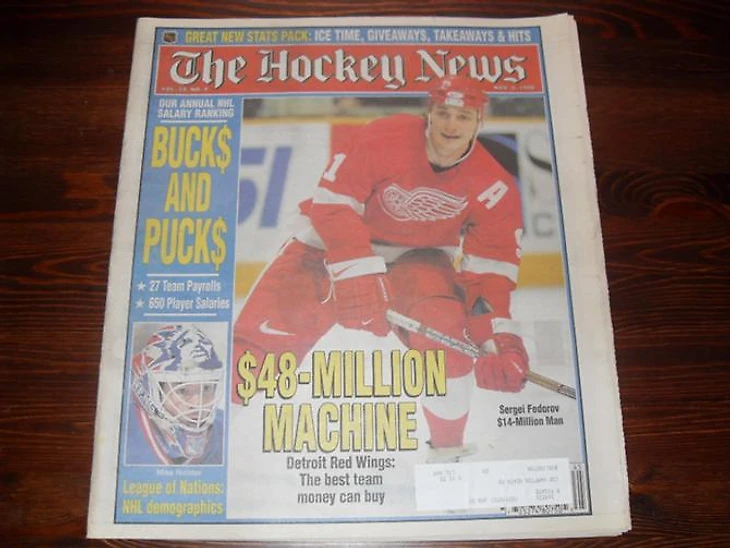 GREAT NEW STATS PACK: ICE TIME, GIVEAWAYS, TAKEAWAYS & HITS
The Hockey News
OUR ANNUAL NHL
SALARY RANKING
BUCK$
AND
PUCK$
★ 27 Team Payrolls
★ 650 Player Salaries
$48-MILLION
MACHINE
Detroit Red Wings:
The best team
money can buy
Sergei Fedorov
$14-Million Man
Mike Richter
League of Nations:
NHL demographics